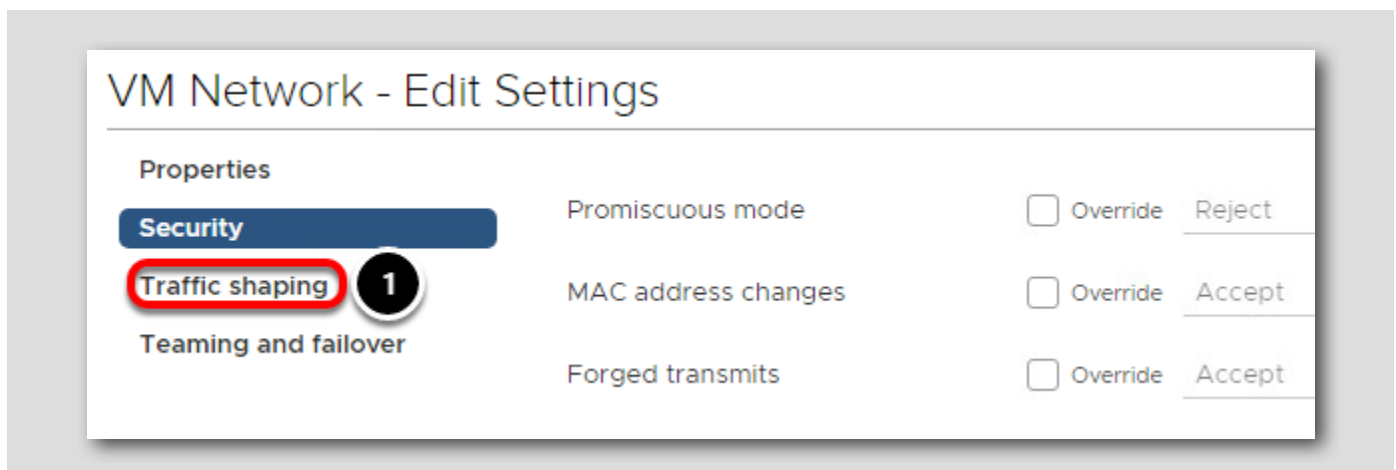 VM Network - Edit Settings
Properties
Security
Traffic shaping 1
Teaming and failover
Promiscuous mode Override Reject
MAC address changes Override Accept
Forged transmits Override Accept